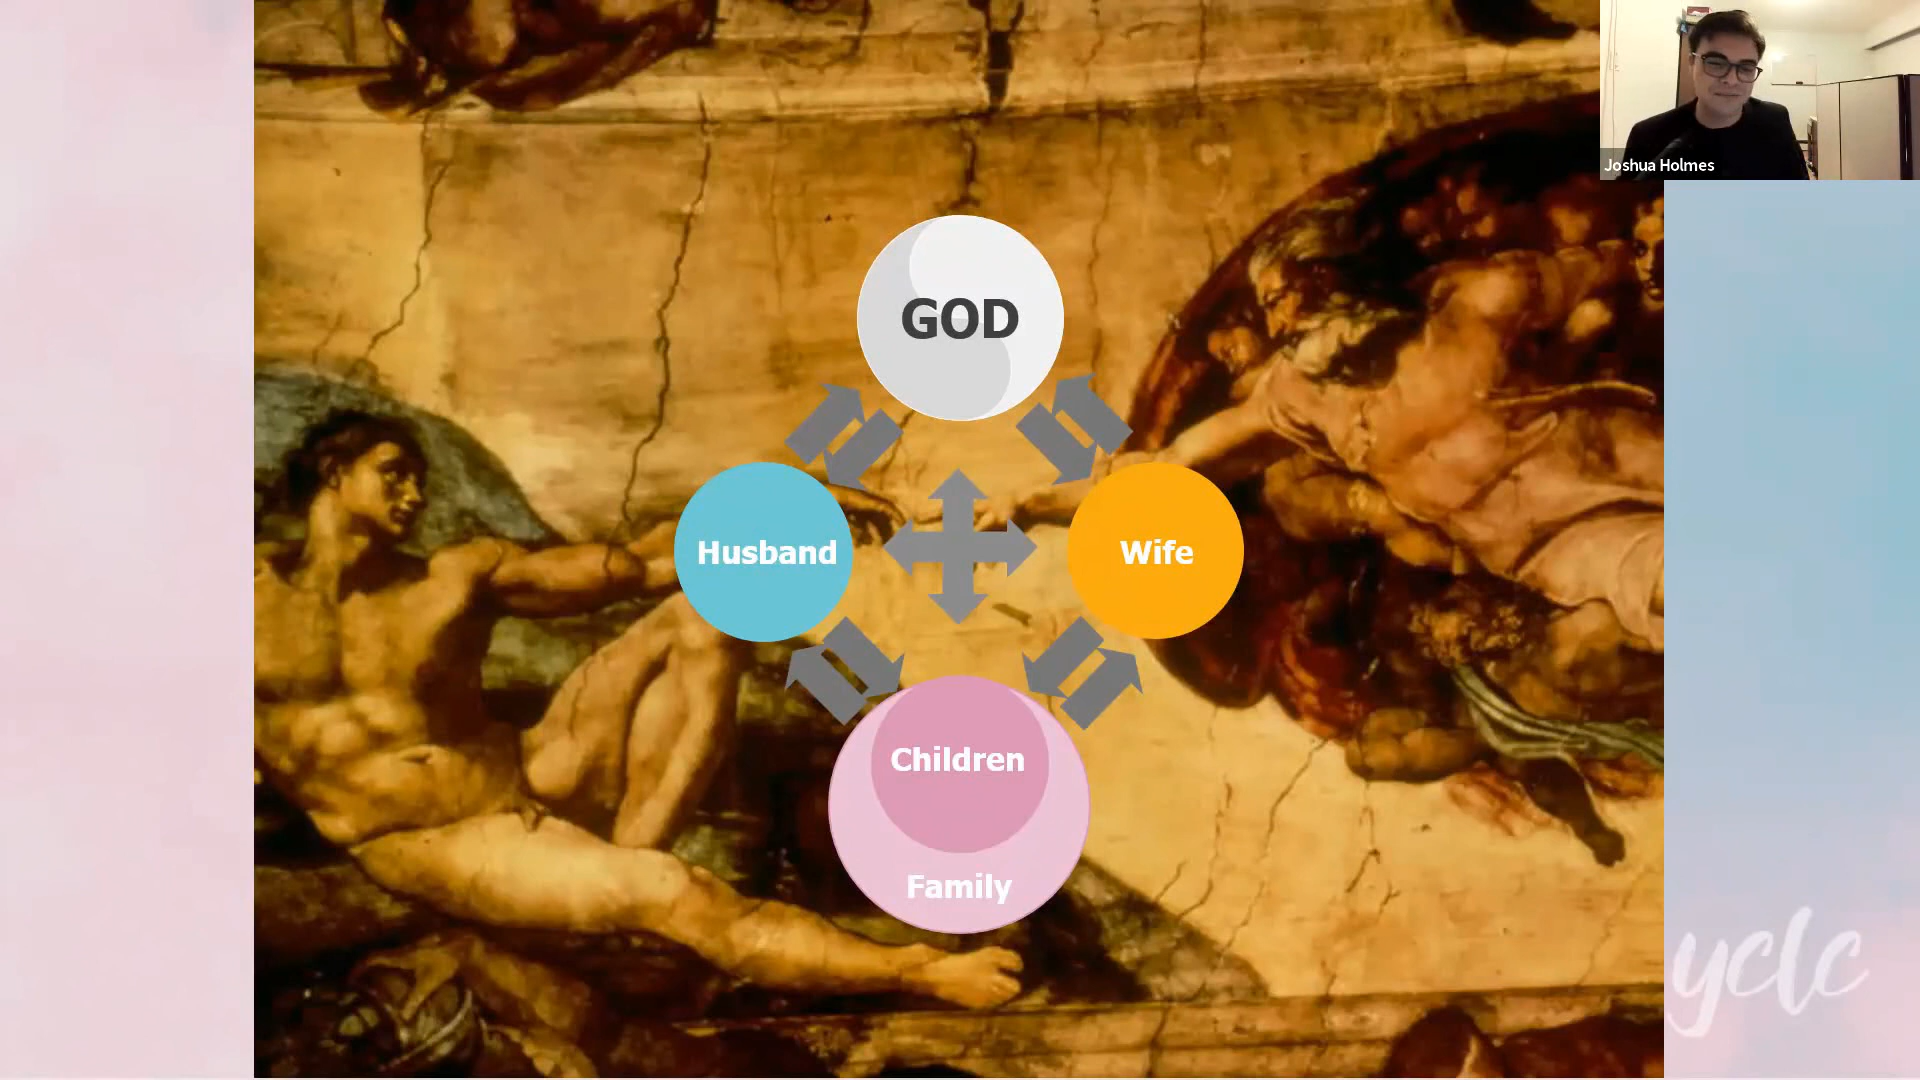 Joshua Holmes
GOD
Husband
Wife
Children
Family
yclc